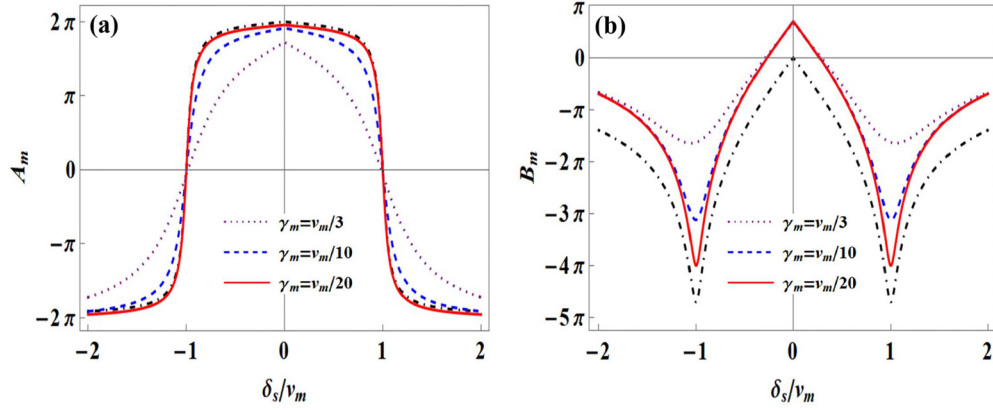 (a)
2π
π
0
-π
-2π
A_m
γ_m=v_m/3
γ_m=v_m/10
γ_m=v_m/20
-2 -1 0 1 2
δ_s/v_m
(b)
π
0
-π
-2π
-3π
-4π
-5π
B_m
γ_m=v_m/3
γ_m=v_m/10
γ_m=v_m/20
-2 -1 0 1 2
δ_s/v_m